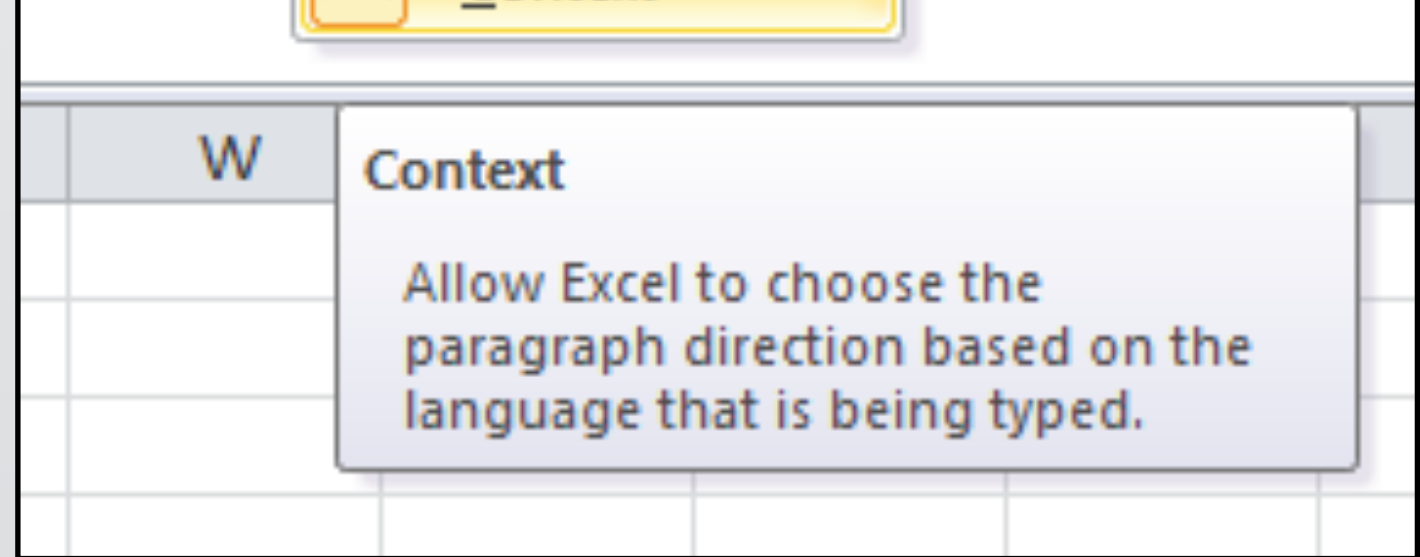 W
Context
Allow Excel to choose the
paragraph direction based on the
language that is being typed.